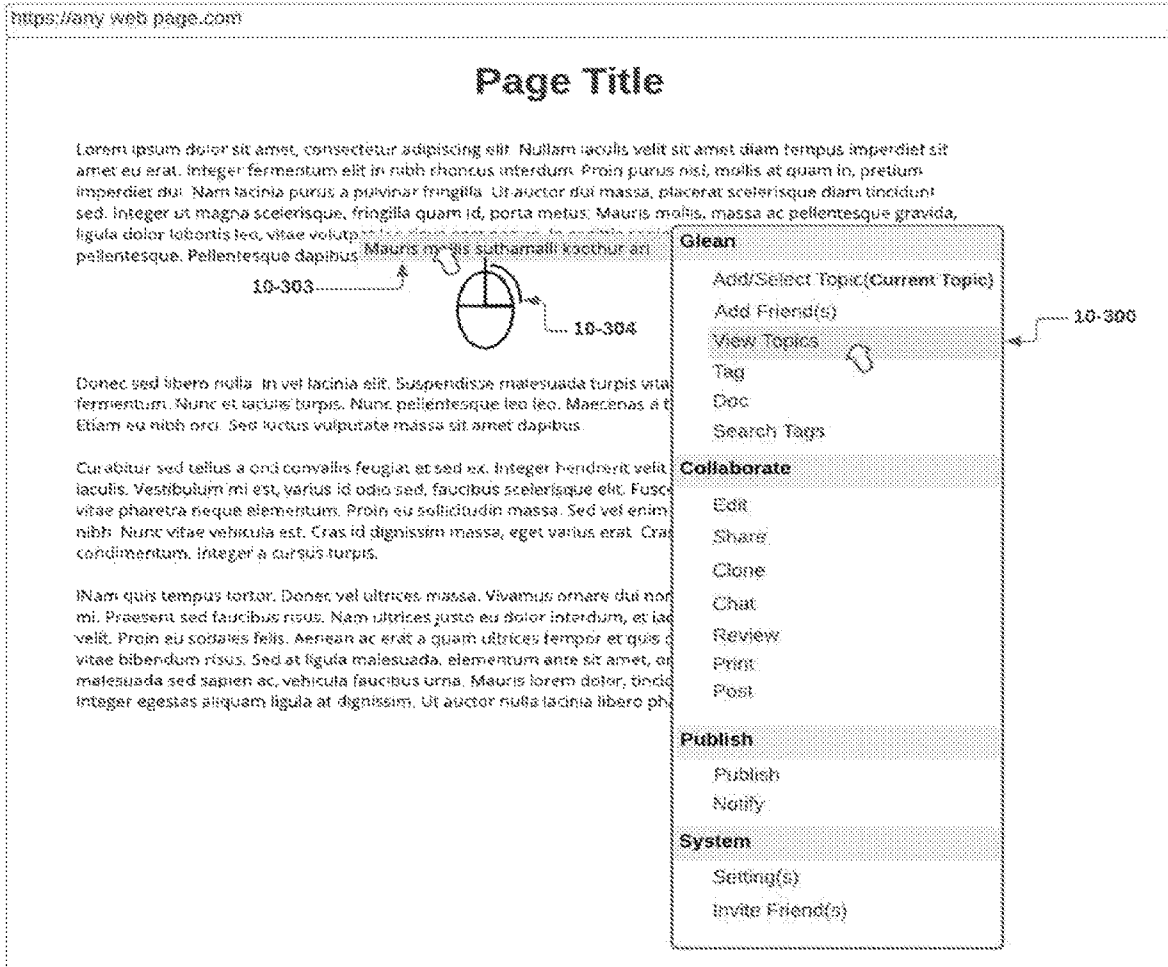 https://any web page.com
Page Title
Lorem ipsum dolor sit amet, consectetur adipiscing elit. Nullam iaculis velit sit amet diam tempus imperdiet sit
amet eu erat. Integer fermentum elit in nibh rhoncus interdum. Proin purus nisl, mollis at quam in, pretium
imperdiet dui. Nam lacinia purus a pulvinar fringilla. Ut auctor dui massa, placerat scelerisque diam tincidunt
sed. Integer ut magna scelerisque, fringilla quam id, porta metus. Mauris mollis, massa ac pellentesque gravida,
ligula dolor lobortis leo, vitae volutp
pellentesque. Pellentesque dapibus
Mauris mollis suthamalli koothur ari
10-303
10-304
Donec sed libero nulla. In vel lacinia elit. Suspendisse malesuada turpis vita
fermentum. Nunc et iaculis turpis. Nunc pellentesque leo leo. Maecenas a t
Etiam eu nibh orci. Sed luctus vulputate massa sit amet dapibus.
Curabitur sed tellus a orci convallis feugiat et sed ex. Integer hendrerit velit
iaculis. Vestibulum mi est, varius id odio sed, faucibus scelerisque elit. Fusce
vitae pharetra neque elementum. Proin eu sollicitudin massa. Sed vel enim
nibh. Nunc vitae vehicula est. Cras id dignissim massa, eget varius erat. Cras
condimentum. Integer a cursus turpis.
INam quis tempus tortor. Donec vel ultrices massa. Vivamus ornare dui non
mi. Praesent sed faucibus risus. Nam ultrices justo eu dolor interdum, et iac
velit. Proin eu sodales felis. Aenean ac erat a quam ultrices tempor et quis
vitae bibendum risus. Sed at ligula malesuada, elementum ante sit amet, or
malesuada sed sapien ac, vehicula faucibus urna. Mauris lorem dolor, tincid
Integer egestas aliquam ligula at dignissim. Ut auctor nulla lacinia libero pha
Glean
Add/Select Topic(Current Topic)
Add Friend(s)
View Topics
10-300
Tag
Doc
Search Tags
Collaborate
Edit
Share
Clone
Chat
Review
Print
Post
Publish
Publish
Notify
System
Setting(s)
Invite Friend(s)